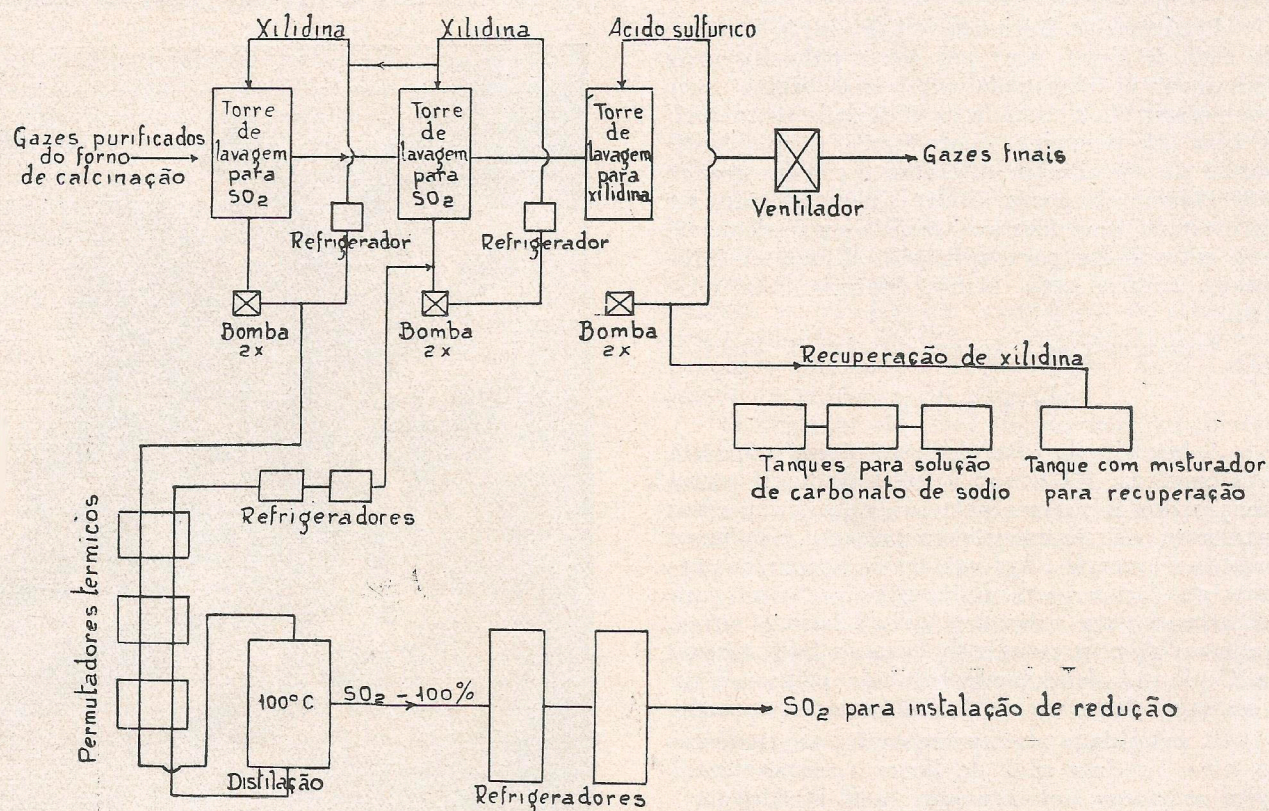 Xilidina
Xilidina
Acido sulfurico
Gazes purificados
do forno
de calcinação
Torre
de
lavagem
para
SO2
Torre
de
lavagem
para
SO2
Torre
de
lavagem
para
xilidina
Gazes finais
Ventilador
Refrigerador
Refrigerador
Bomba
2x
Bomba
2x
Bomba
2x
Recuperação de xilidina
Tanques para solução
de carbonato de sodio
Tanque com misturador
para recuperação
Refrigeradores
Permutadores termicos
100º C
Distilação
SO2 - 100%
Refrigeradores
SO2 para instalação de redução